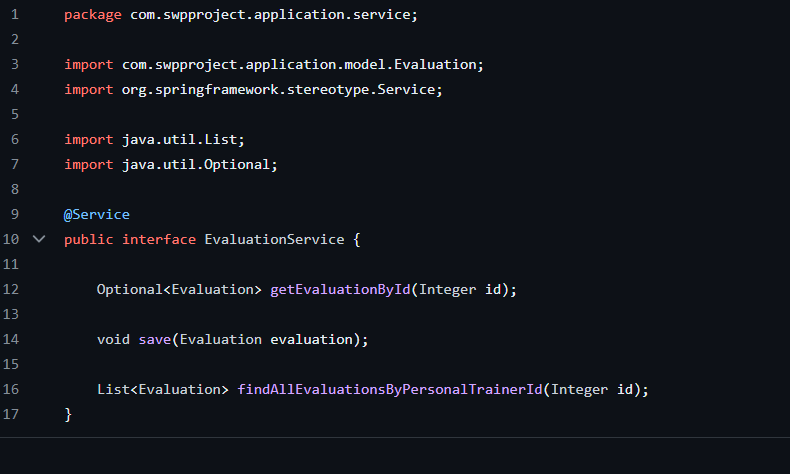 1 package com.swpproject.application.service;
2
3 import com.swpproject.application.model.Evaluation;
4 import org.springframework.stereotype.Service;
5
6 import java.util.List;
7 import java.util.Optional;
8
9 @Service
10 public interface EvaluationService {
11
12 Optional<Evaluation> getEvaluationById(Integer id);
13
14 void save(Evaluation evaluation);
15
16 List<Evaluation> findAllEvaluationsByPersonalTrainerId(Integer id);
17 }